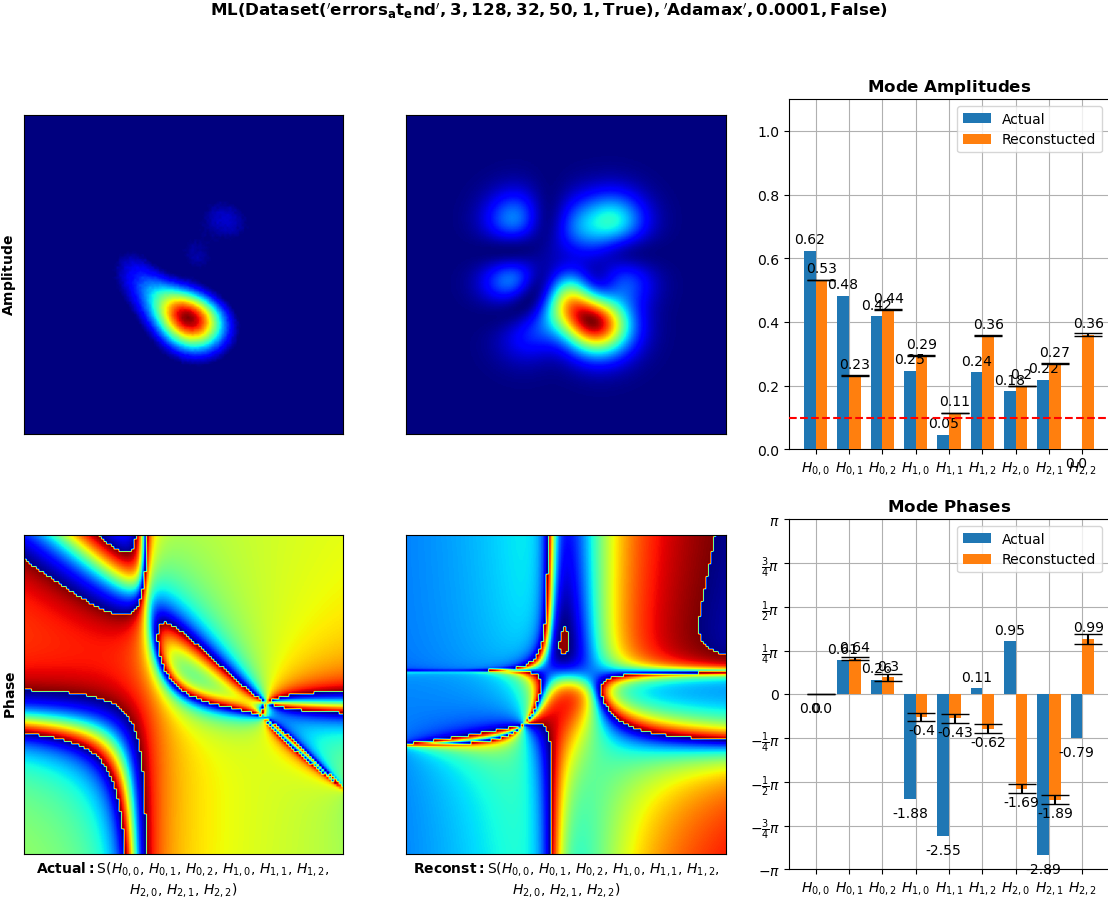 ML(Dataset('errors_at_end', 3, 128, 32, 50, 1, True), 'Adamax', 0.0001, False)
Mode Amplitudes
Actual
Reconstucted
1.0
0.8
0.6
0.4
0.2
0.0
0.62
0.53
0.48
0.23
0.42
0.44
0.25
0.29
0.05
0.11
0.24
0.36
0.18
0.2
0.22
0.27
0.0
0.36
H0,0 H0,1 H0,2 H1,0 H1,1 H1,2 H2,0 H2,1 H2,2
Amplitude
Mode Phases
Actual
Reconstucted
π
3/4π
1/2π
1/4π
0
−1/4π
−1/2π
−3/4π
−π
0.0
0.0
0.61
0.64
0.26
0.3
-1.88
-0.4
-2.55
-0.43
0.11
-0.62
0.95
-1.69
-2.89
-1.89
-0.79
0.99
H0,0 H0,1 H0,2 H1,0 H1,1 H1,2 H2,0 H2,1 H2,2
Phase
Actual: S(H0,0, H0,1, H0,2, H1,0, H1,1, H1,2,
H2,0, H2,1, H2,2)
Reconst: S(H0,0, H0,1, H0,2, H1,0, H1,1, H1,2,
H2,0, H2,1, H2,2)